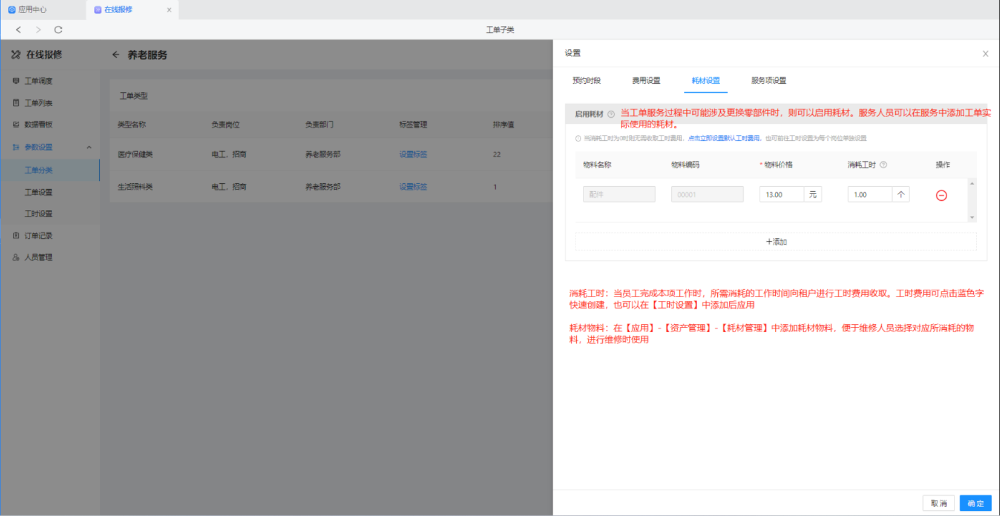 应用中心
在线报修
工单子类
在线报修
养老服务
工单调度
工单列表
数据看板
参数设置
工单分类
工单设置
工时设置
订单记录
人员管理
工单类型
类型名称 负责岗位 负责部门 标签管理 排序值
医疗保健类 电工，招商 养老服务部 设置标签 22
生活照料类 电工，招商 养老服务部 设置标签 1
设置
预约时段 费用设置 耗材设置 服务项设置
启用耗材
当工单服务过程中可能涉及更换零部件时，则可以启用耗材。服务人员可以在服务中添加工单实
际使用的耗材。
当消耗工时为0时则无需收取工时费用，点击立即设置默认工时费用，也可前往工时设置为每个岗位单独设置
物料名称 物料编码 * 物料价格 消耗工时 操作
配件 00001 13.00 元 1.00 个
+添加
消耗工时：当员工完成本项工作时，所需消耗的工作时间向租户进行工时费用收取。工时费用可点击蓝色字
快速创建，也可以在【工时设置】中添加后应用
耗材物料：在【应用】-【资产管理】-【耗材管理】中添加耗材物料，便于维修人员选择对应所消耗的物
料，进行维修时使用
取消 确定